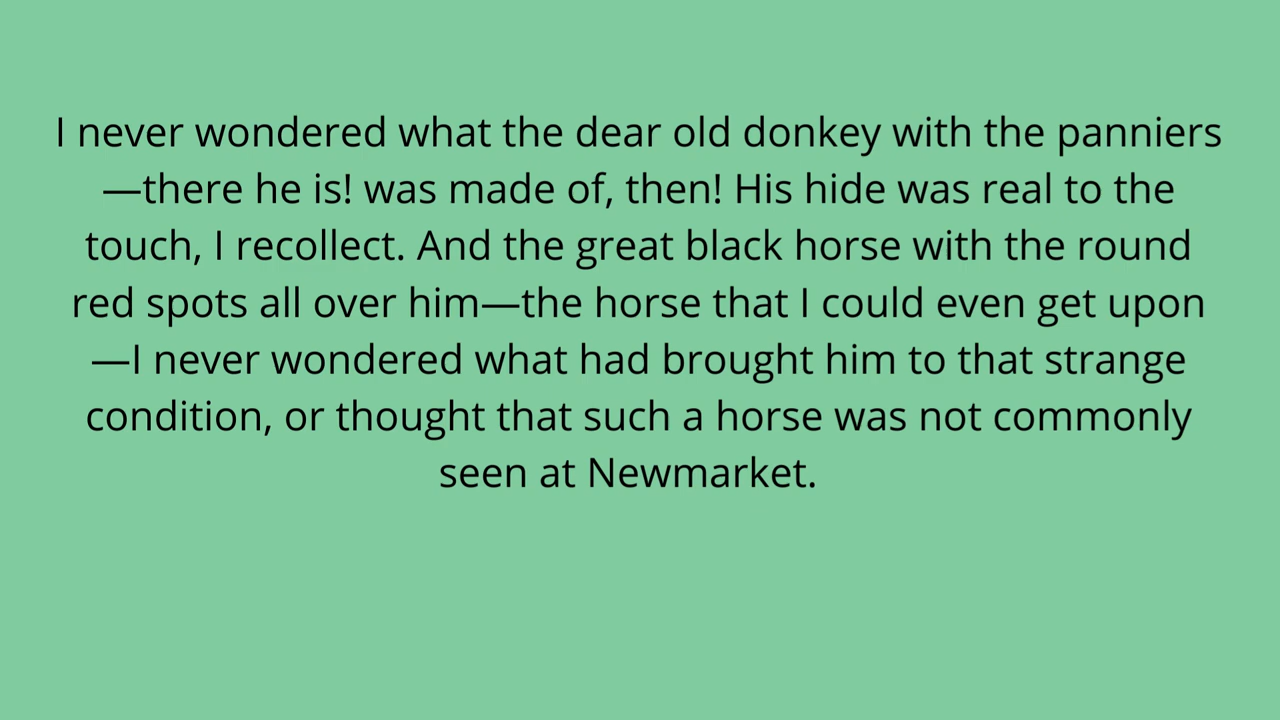 I never wondered what the dear old donkey with the panniers
—there he is! was made of, then! His hide was real to the
touch, I recollect. And the great black horse with the round
red spots all over him—the horse that I could even get upon
—I never wondered what had brought him to that strange
condition, or thought that such a horse was not commonly
seen at Newmarket.